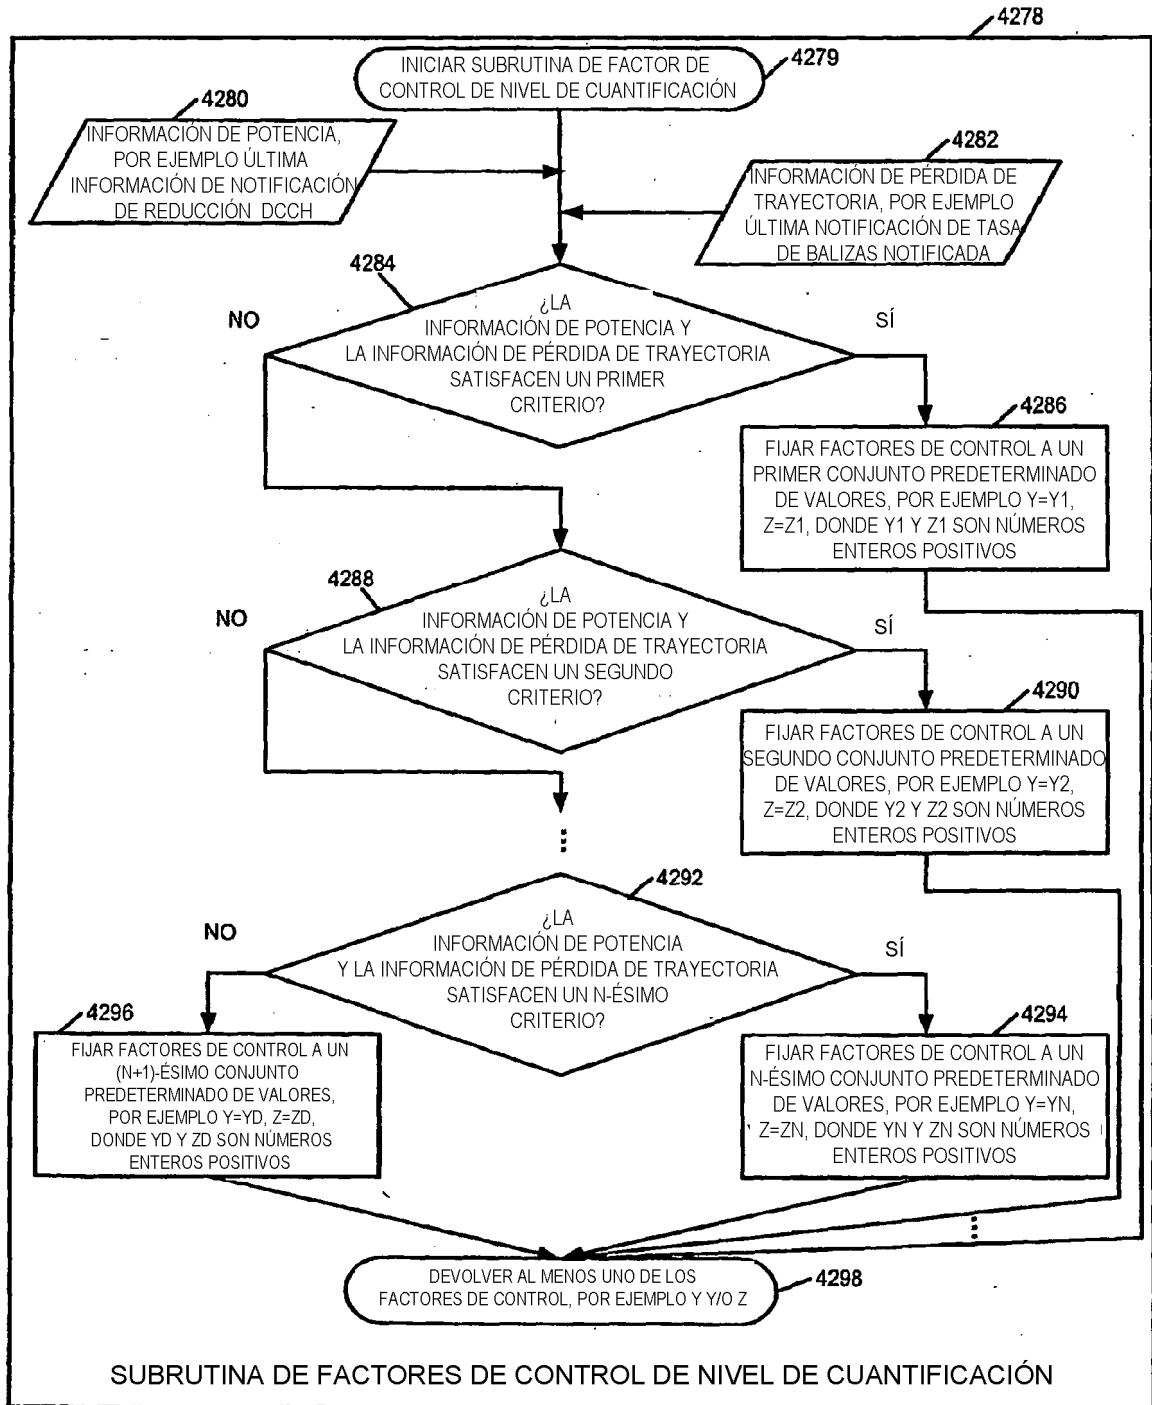 4278
INICIAR SUBRUTINA DE FACTOR DE
CONTROL DE NIVEL DE CUANTIFICACIÓN
4279
4280
INFORMACIÓN DE POTENCIA,
POR EJEMPLO ÚLTIMA
INFORMACIÓN DE NOTIFICACIÓN
DE REDUCCIÓN DCCH
4282
INFORMACIÓN DE PÉRDIDA DE
TRAYECTORIA, POR EJEMPLO
ÚLTIMA NOTIFICACIÓN DE TASA
DE BALIZAS NOTIFICADA
4284
NO
¿LA
INFORMACIÓN DE POTENCIA Y
LA INFORMACIÓN DE PÉRDIDA DE TRAYECTORIA
SATISFACEN UN PRIMER
CRITERIO?
SÍ
4286
FIJAR FACTORES DE CONTROL A UN
PRIMER CONJUNTO PREDETERMINADO
DE VALORES, POR EJEMPLO Y=Y1,
Z=Z1, DONDE Y1 Y Z1 SON NÚMEROS
ENTEROS POSITIVOS
4288
NO
¿LA
INFORMACIÓN DE POTENCIA Y
LA INFORMACIÓN DE PÉRDIDA DE TRAYECTORIA
SATISFACEN UN SEGUNDO
CRITERIO?
SÍ
4290
FIJAR FACTORES DE CONTROL A UN
SEGUNDO CONJUNTO PREDETERMINADO
DE VALORES, POR EJEMPLO Y=Y2,
Z=Z2, DONDE Y2 Y Z2 SON NÚMEROS
ENTEROS POSITIVOS
4292
NO
¿LA
INFORMACIÓN DE POTENCIA
Y LA INFORMACIÓN DE PÉRDIDA DE TRAYECTORIA
SATISFACEN UN N-ÉSIMO
CRITERIO?
SÍ
4296
FIJAR FACTORES DE CONTROL A UN
(N+1)-ÉSIMO CONJUNTO
PREDETERMINADO DE VALORES,
POR EJEMPLO Y=YD, Z=ZD,
DONDE YD Y ZD SON NÚMEROS
ENTEROS POSITIVOS
4294
FIJAR FACTORES DE CONTROL A UN
N-ÉSIMO CONJUNTO PREDETERMINADO
DE VALORES, POR EJEMPLO Y=YN,
Z=ZN, DONDE YN Y ZN SON NÚMEROS
ENTEROS POSITIVOS
DEVOLVER AL MENOS UNO DE LOS
FACTORES DE CONTROL, POR EJEMPLO Y Y/O Z
4298
SUBRUTINA DE FACTORES DE CONTROL DE NIVEL DE CUANTIFICACIÓN